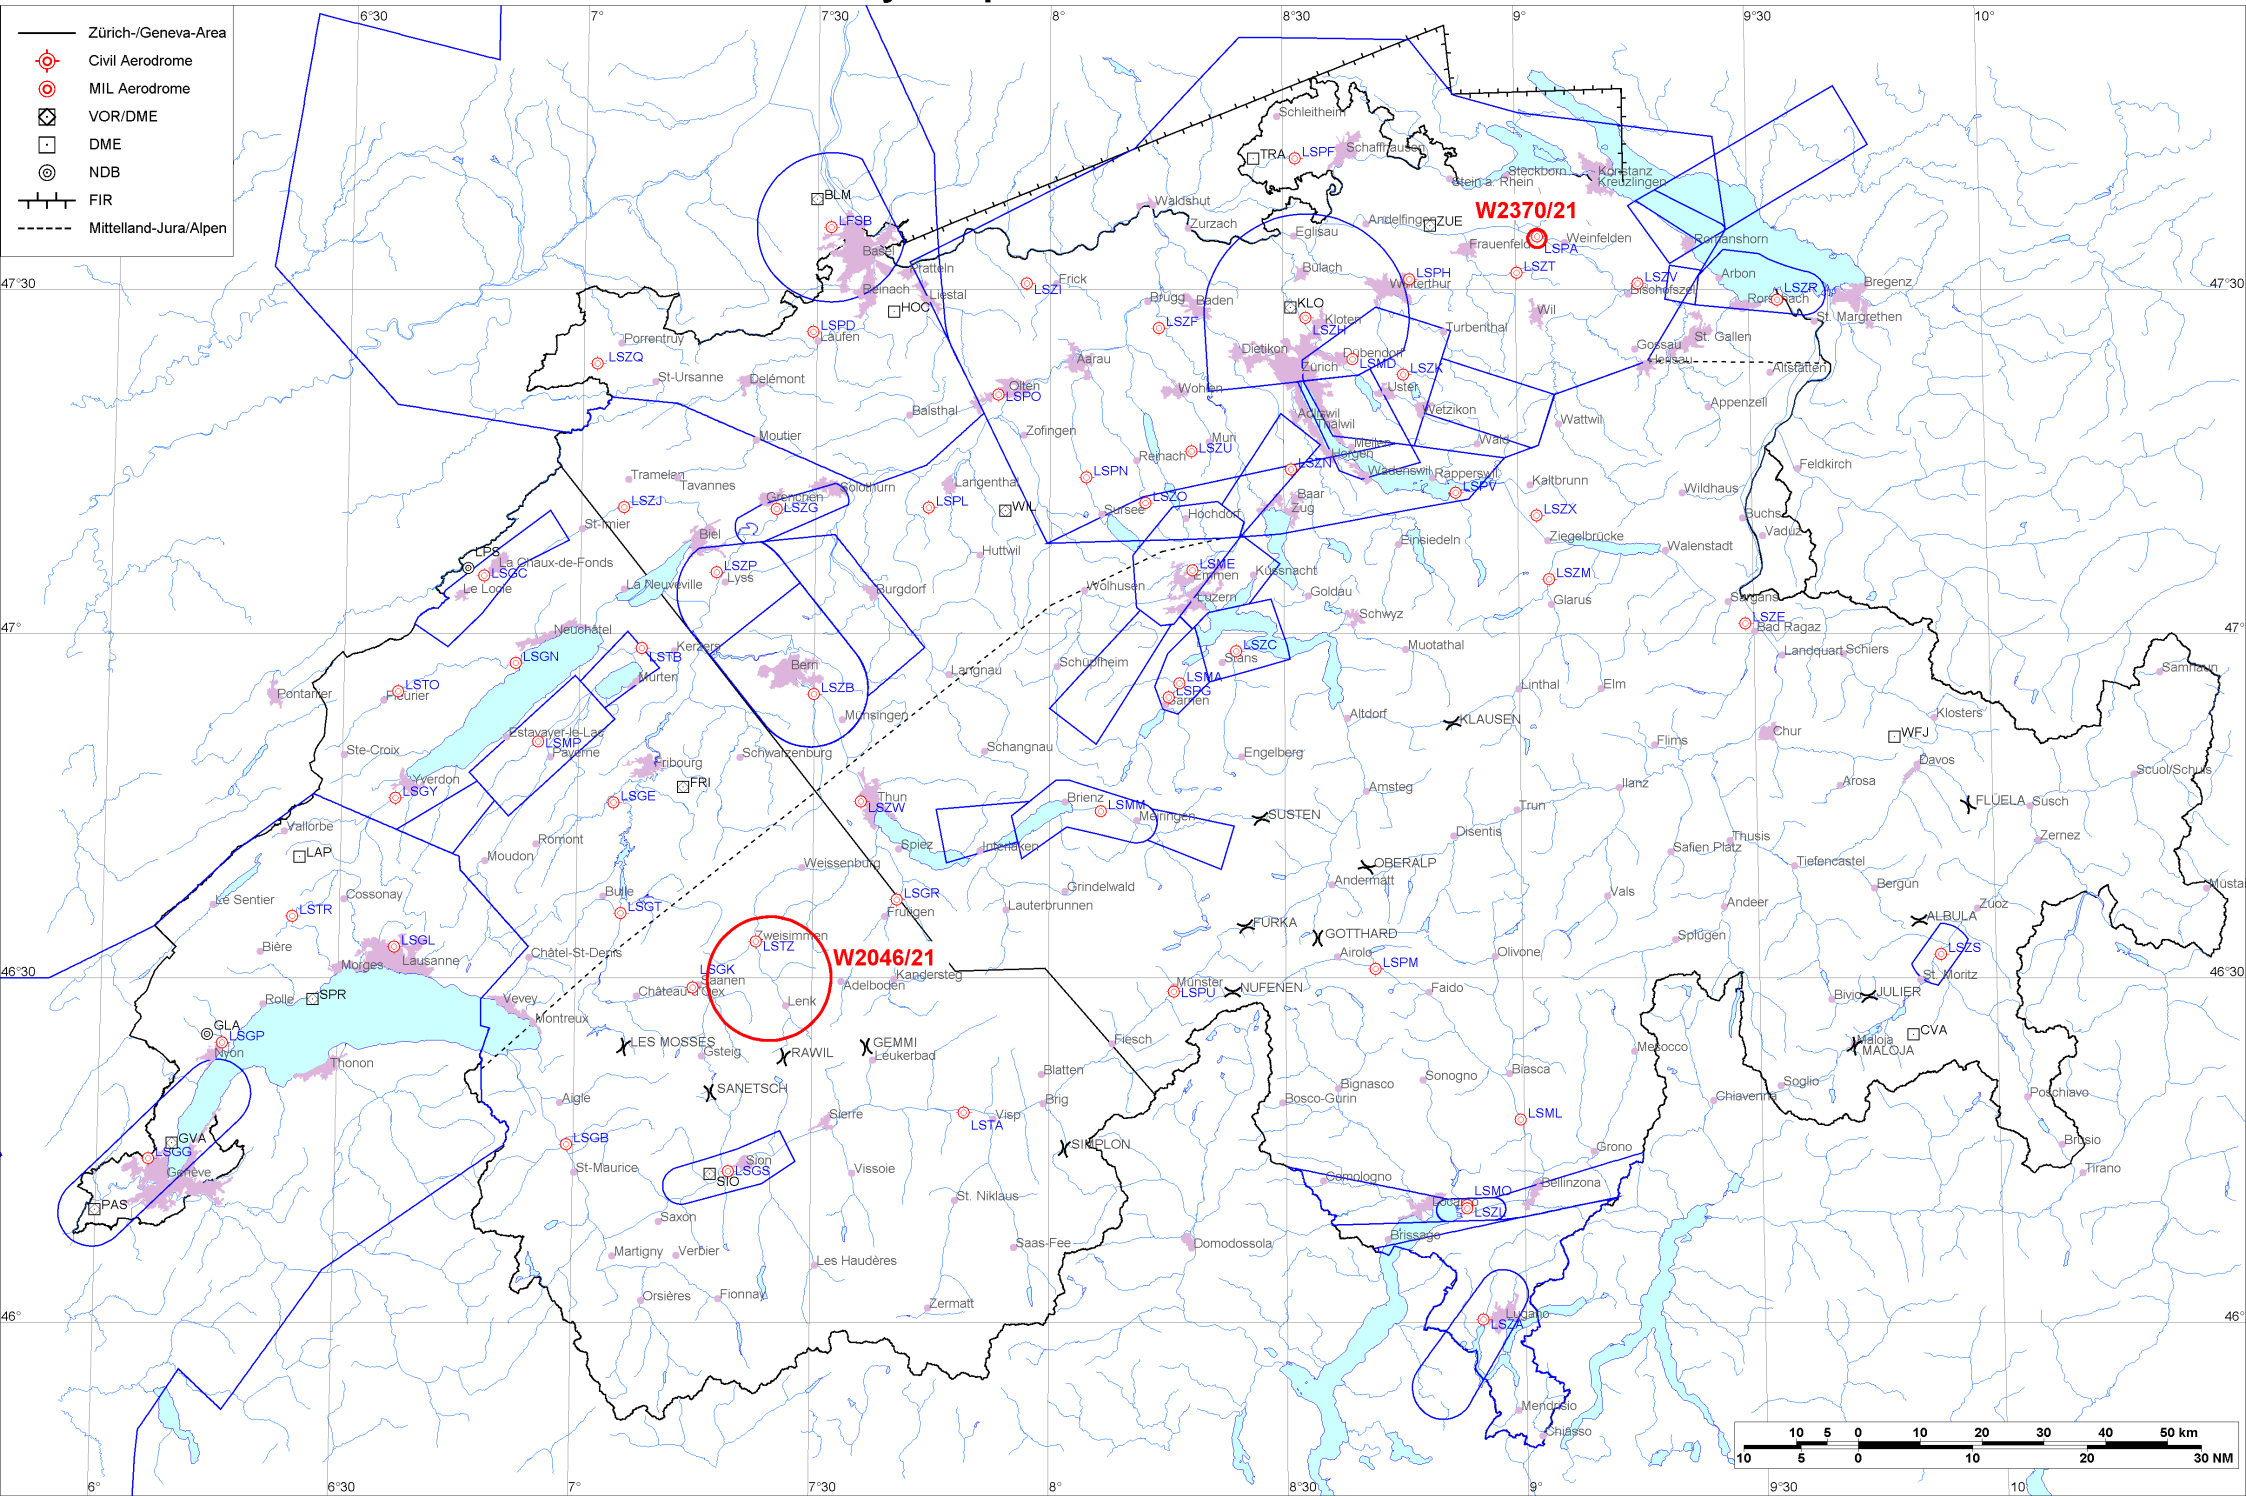 6°30
7°
7°30
8°
8°30
9°
9°30
10°
Zürich-/Geneva-Area
Civil Aerodrome
MIL Aerodrome
VOR/DME
DME
NDB
FIR
Mittelland-Jura/Alpen
Schleitheim
TRA
LSPF
Schaffhausen
Stein a. Rhein
Steckborn
Konstanz
Kreuzlingen
BLM
LFSB
Basel
Waldshut
Zurzach
Eglisau
Andelfingen
ZUE
W2370/21
LSPA
Weinfelden
Frauenfeld
Romanshorn
Pratteln
Reinach
Liestal
HOC
LSZI
Frick
Bülach
LSPH
Winterthur
LSZT
LSZV
Bischofszell
Arbon
LSZR
Rorschach
Bregenz
47°30
47°30
LSPD
Laufen
Brugg
Baden
LSZF
KLO
Kloten
LSZH
Turbenthal
Wil
St. Margrethen
St. Gallen
Gossau
Herisau
Altstätten
Porrentruy
LSZQ
St-Ursanne
Delémont
Aarau
Dietikon
Zürich
Dübendorf
LSMD
LSZK
Uster
Olten
LSPO
Wohlen
Balsthal
Wetzikon
Appenzell
Wattwil
Adliswil
Thalwil
Zofingen
Moutier
Muri
LSZU
Reinach
Meilen
Horgen
Wald
LSZN
Wädenswil
Rapperswil
LSPV
Kaltbrunn
Feldkirch
Wildhaus
Tramelan
Tavannes
LSPN
Langenthal
Solothurn
Grenchen
LSZG
LSZJ
LSPL
WIL
Sursee
LSZO
Hochdorf
Baar
Zug
LSZX
Buchs
Vaduz
St-Imier
Biel
Huttwil
Einsiedeln
Ziegelbrücke
Walenstadt
LPS
La Chaux-de-Fonds
LSGC
Le Locle
LSZP
Lyss
La Neuveville
Burgdorf
LSME
Emmen
Küssnacht
Wolhusen
Luzern
Goldau
LSZM
Glarus
Sargans
LSZE
Bad Ragaz
Schwyz
Neuchâtel
47°
47°
LSGN
LSTB
Kerzers
Murten
Bern
LSZB
Langnau
Schüpfheim
LSZC
Stans
Muotathal
Landquart
Schiers
Samnaun
LSTO
Fleurier
Pontarlier
LSMA
LSPG
Sarnen
Linthal
Elm
Münsingen
Altdorf
KLAUSEN
Klosters
Ste-Croix
Estavayer-le-Lac
LSMP
Payerne
Schwarzenburg
Schangnau
Engelberg
Flims
Chur
WFJ
Davos
Fribourg
FRI
Yverdon
LSGY
LSGE
Thun
LSZW
Brienz
LSMM
Meiringen
Amsteg
SUSTEN
Ilanz
Trun
Arosa
Scuol/Schuls
FLÜELA
Susch
Vallorbe
LAP
Romont
Moudon
Spiez
Interlaken
Weissenburg
Disentis
Safien Platz
Thusis
Tiefencastel
Zernez
OBERALP
Andermatt
Grindelwald
Bergün
Müstai
Le Sentier
Cossonay
LSTR
Bulle
LSGT
LSGR
Frutigen
Lauterbrunnen
Vals
Andeer
Zuoz
ALBULA
FURKA
GOTTHARD
Bière
LSGL
Lausanne
Morges
Châtel-St-Denis
Zweisimmen
LSTZ
W2046/21
Airolo
LSPM
Olivone
Splügen
LSZS
St. Moritz
46°30
46°30
LSGK
Saanen
Château-d'Oex
Lenk
Adelboden
Kandersteg
Münster
LSPU
NUFENEN
Faido
Bivio
JULIER
Rolle
SPR
Vevey
Montreux
GLA
LSGP
Nyon
Thonon
LES MOSSES
Gsteig
RAWIL
GEMMI
Leukerbad
Fiesch
Mesocco
Maloja
MALOJA
CVA
SANETSCH
Blatten
Brig
Bignasco
Sonogno
Biasca
Soglio
Chiavenna
Poschiavo
Aigle
Sierre
LSTA
Visp
Bosco-Gurin
LSML
GVA
LSGG
Genève
LSGB
St-Maurice
Sion
LSGS
SIO
Vissoie
SIMPLON
Grono
Brusio
Tirano
PAS
Saxon
St. Niklaus
Comologno
LSMO
Locarno
LSZL
Bellinzona
Brissago
Martigny
Verbier
Les Haudères
Saas-Fee
Domodossola
Orsières
Fionnay
Zermatt
46°
46°
Lugano
LSZA
Mendrisio
Chiasso
10 5 0 10 20 30 40 50 km
10 5 0 10 20 30 NM
6°
6°30
7°
7°30
8°
8°30
9°
9°30
10°